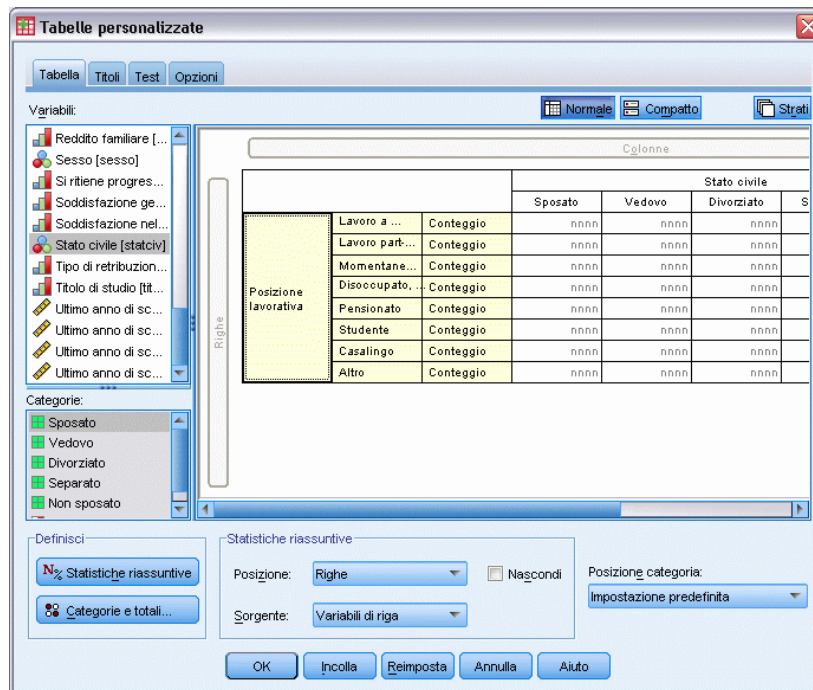 Tabelle personalizzate
Tabella Titoli Test Opzioni
Variabili:
Normale Compatto Strati
Reddito familiare [...
Sesso [sesso]
Si ritiene progres...
Soddisfazione ge...
Soddisfazione nel...
Stato civile [statciv]
Tipo di retribuzion...
Titolo di studio [tit...
Ultimo anno di sc...
Ultimo anno di sc...
Ultimo anno di sc...
Ultimo anno di sc...
Colonne
Righe
Stato civile
Sposato Vedovo Divorziato S
Posizione lavorativa
Lavoro a ... Conteggio nnnn nnnn nnnn
Lavoro part-... Conteggio nnnn nnnn nnnn
Momentane... Conteggio nnnn nnnn nnnn
Disoccupato, ... Conteggio nnnn nnnn nnnn
Pensionato Conteggio nnnn nnnn nnnn
Studente Conteggio nnnn nnnn nnnn
Casalingo Conteggio nnnn nnnn nnnn
Altro Conteggio nnnn nnnn nnnn
Categorie:
Sposato
Vedovo
Divorziato
Separato
Non sposato
Definisci
N% Statistiche riassuntive
Categorie e totali...
Statistiche riassuntive
Posizione: Righe Nascondi
Sorgente: Variabili di riga
Posizione categoria:
Impostazione predefinita
OK Incolla Reimposta Annulla Aiuto